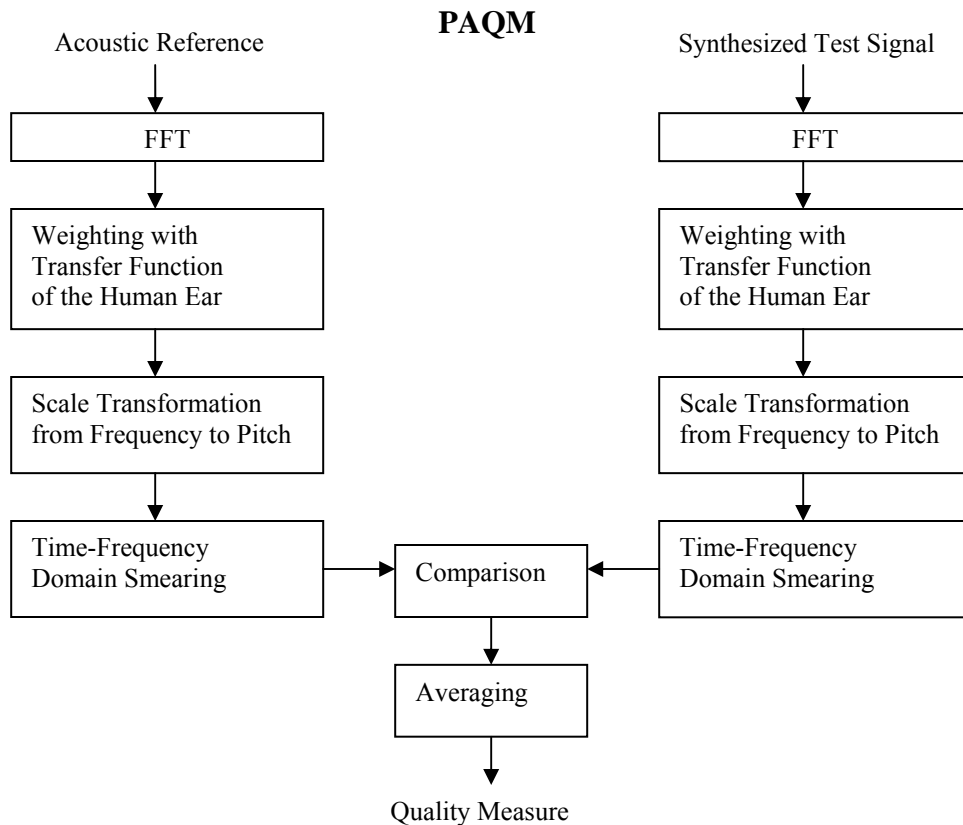 PAQM
Acoustic Reference
Synthesized Test Signal
FFT
FFT
Weighting with
Transfer Function
of the Human Ear
Weighting with
Transfer Function
of the Human Ear
Scale Transformation
from Frequency to Pitch
Scale Transformation
from Frequency to Pitch
Time-Frequency
Domain Smearing
Comparison
Time-Frequency
Domain Smearing
Averaging
Quality Measure